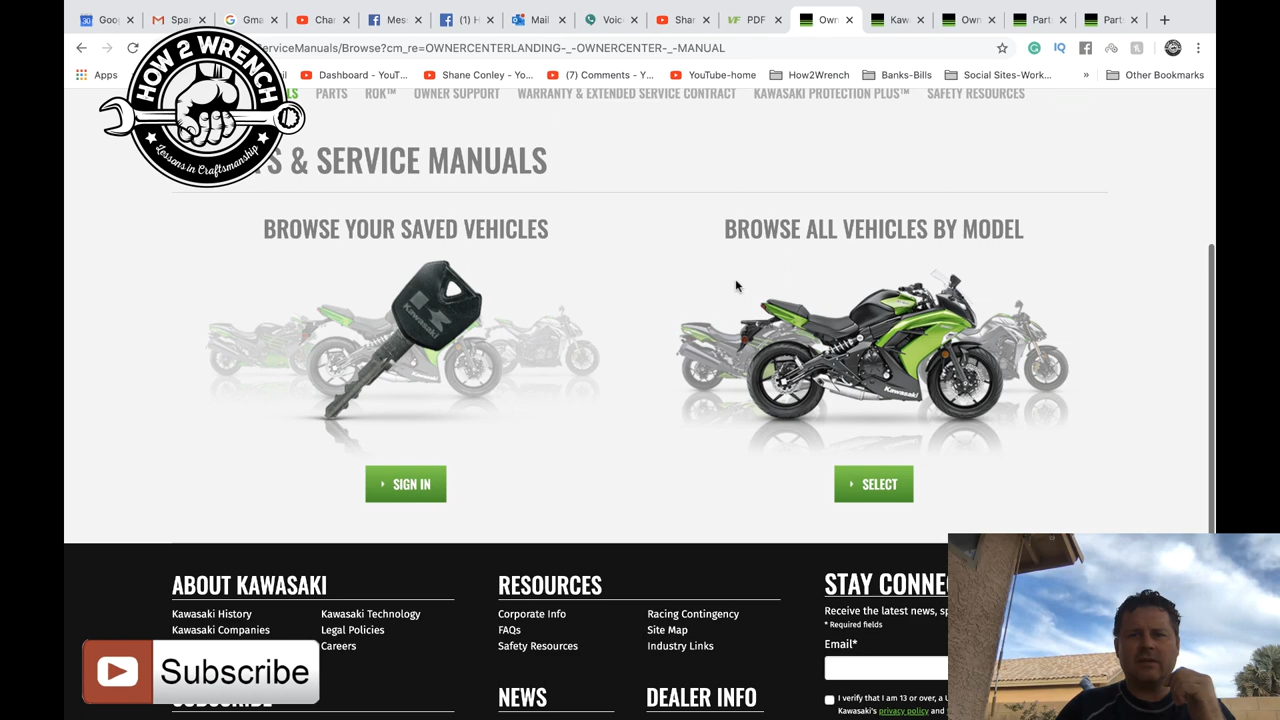 Goo
Spar
Gma
Char
Mes
(1) H
Mail
Voic
Shar
PDF
Own
Kaw
Own
Part
Part
HOW 2 WRENCH
Lessons in Craftsmanship
ServiceManuals/Browse?cm_re=OWNERCENTERLANDING-_-OWNERCENTER-_-MANUAL
Apps
Dashboard - YouT...
Shane Conley - Yo...
(7) Comments - Y...
YouTube-home
How2Wrench
Banks-Bills
Social Sites-Work...
»
Other Bookmarks
LS
PARTS
ROK™
OWNER SUPPORT
WARRANTY & EXTENDED SERVICE CONTRACT
KAWASAKI PROTECTION PLUS™
SAFETY RESOURCES
S & SERVICE MANUALS
BROWSE YOUR SAVED VEHICLES
BROWSE ALL VEHICLES BY MODEL
Kawasaki
Kawasaki
SIGN IN
SELECT
ABOUT KAWASAKI
Kawasaki History
Kawasaki Technology
Kawasaki Companies
Legal Policies
Careers
RESOURCES
Corporate Info
Racing Contingency
FAQs
Site Map
Safety Resources
Industry Links
STAY CONNE
Receive the latest news, sp
* Required fields
Email*
I verify that I am 13 or over, a U
Kawasaki's privacy policy and
Subscribe
NEWS
DEALER INFO